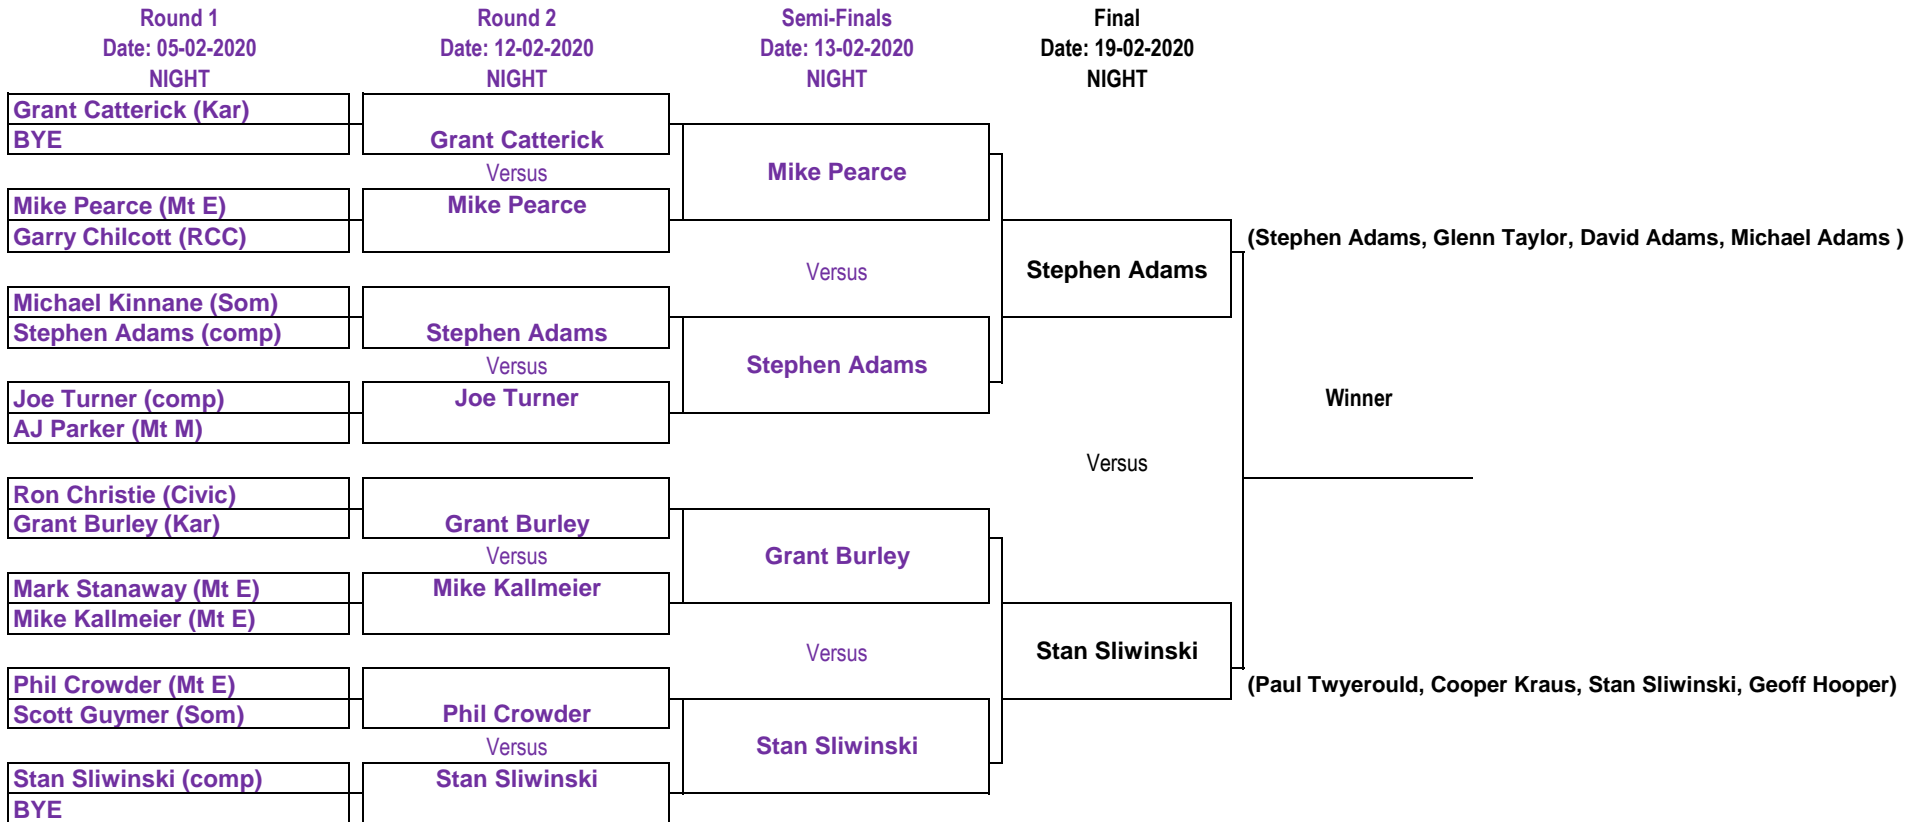 Round 1
Date: 05-02-2020
NIGHT
Round 2
Date: 12-02-2020
NIGHT
Semi-Finals
Date: 13-02-2020
NIGHT
Final
Date: 19-02-2020
NIGHT
Grant Catterick (Kar)
BYE
Mike Pearce (Mt E)
Garry Chilcott (RCC)
Michael Kinnane (Som)
Stephen Adams (comp)
Joe Turner (comp)
AJ Parker (Mt M)
Ron Christie (Civic)
Grant Burley (Kar)
Mark Stanaway (Mt E)
Mike Kallmeier (Mt E)
Phil Crowder (Mt E)
Scott Guymer (Som)
Stan Sliwinski (comp)
BYE
Grant Catterick
Versus
Mike Pearce
Stephen Adams
Versus
Joe Turner
Grant Burley
Versus
Mike Kallmeier
Phil Crowder
Versus
Stan Sliwinski
Mike Pearce
Versus
Stephen Adams
Grant Burley
Versus
Stan Sliwinski
Stephen Adams
Versus
Stan Sliwinski
(Stephen Adams, Glenn Taylor, David Adams, Michael Adams )
Winner
(Paul Twyerould, Cooper Kraus, Stan Sliwinski, Geoff Hooper)